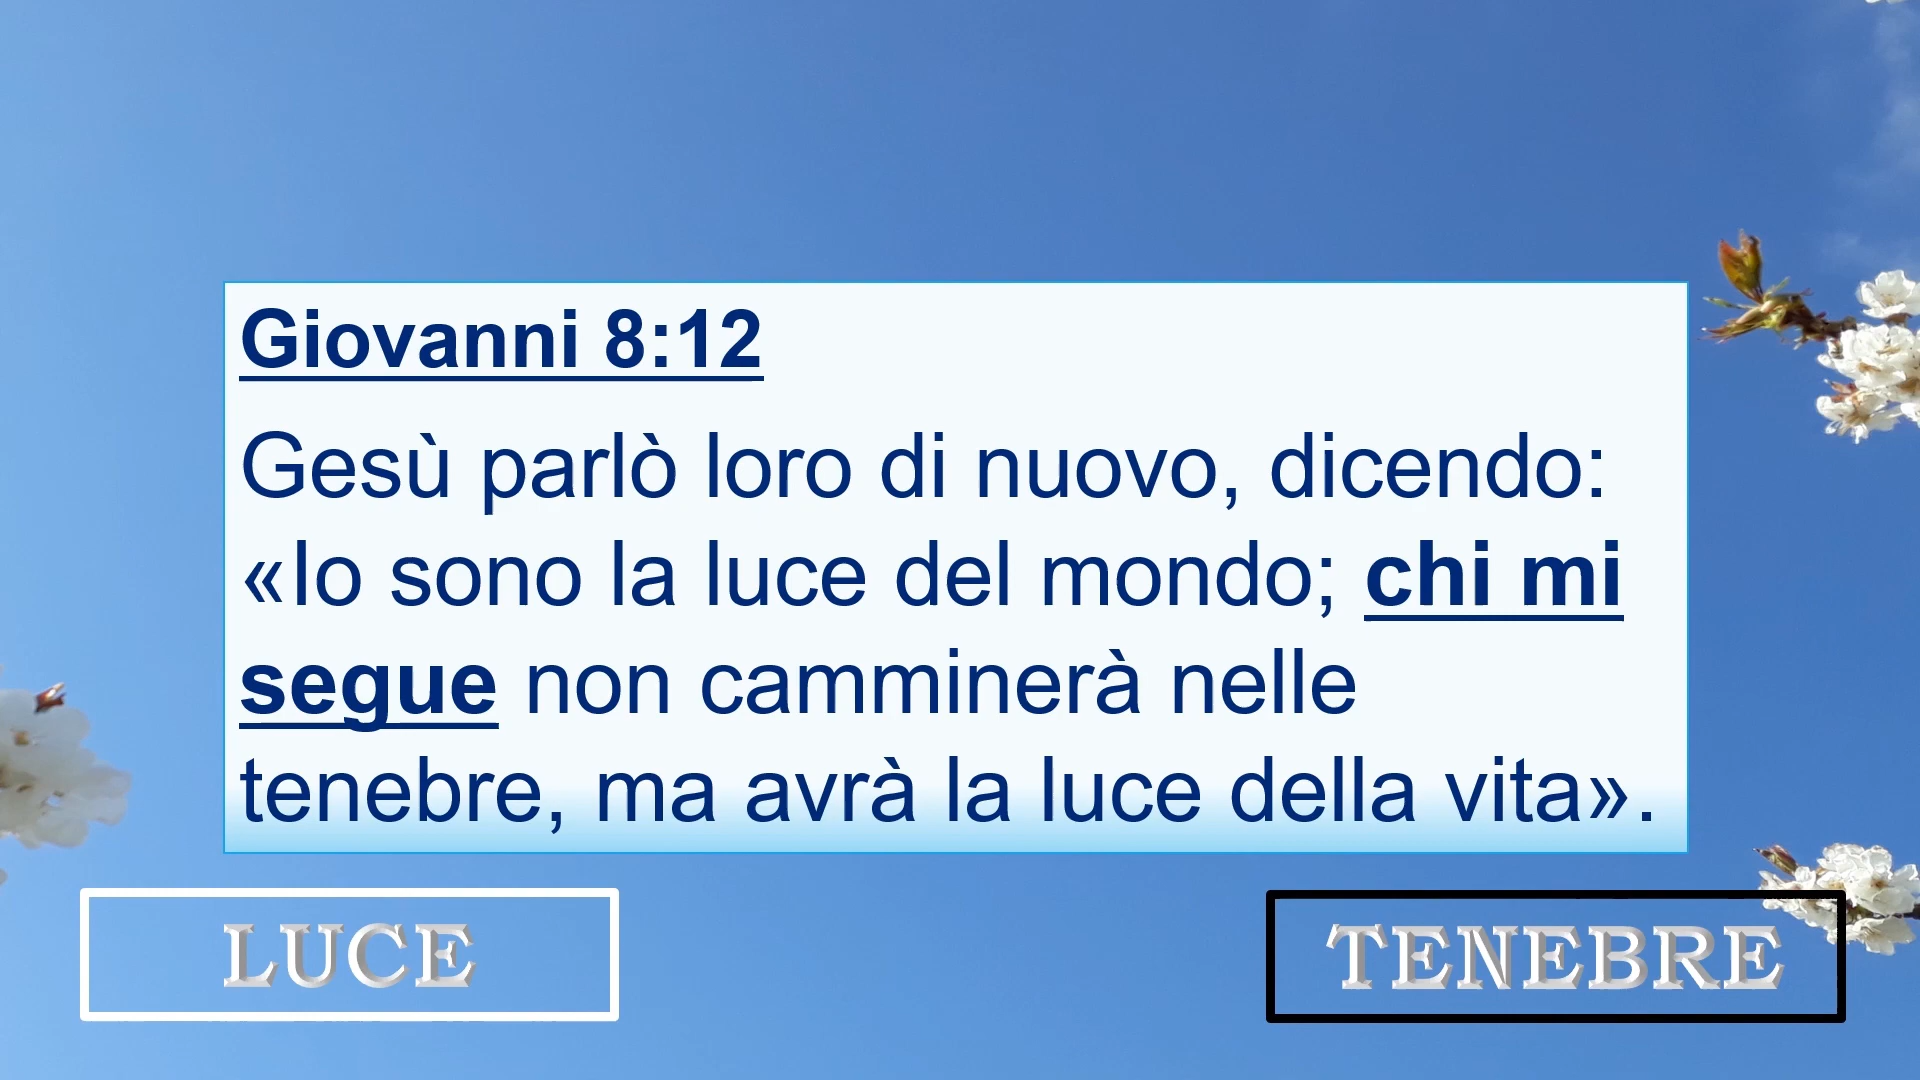 Giovanni 8:12
Gesù parlò loro di nuovo, dicendo:
«Io sono la luce del mondo; chi mi
segue non camminerà nelle
tenebre, ma avrà la luce della vita».
LUCE
TENEBRE